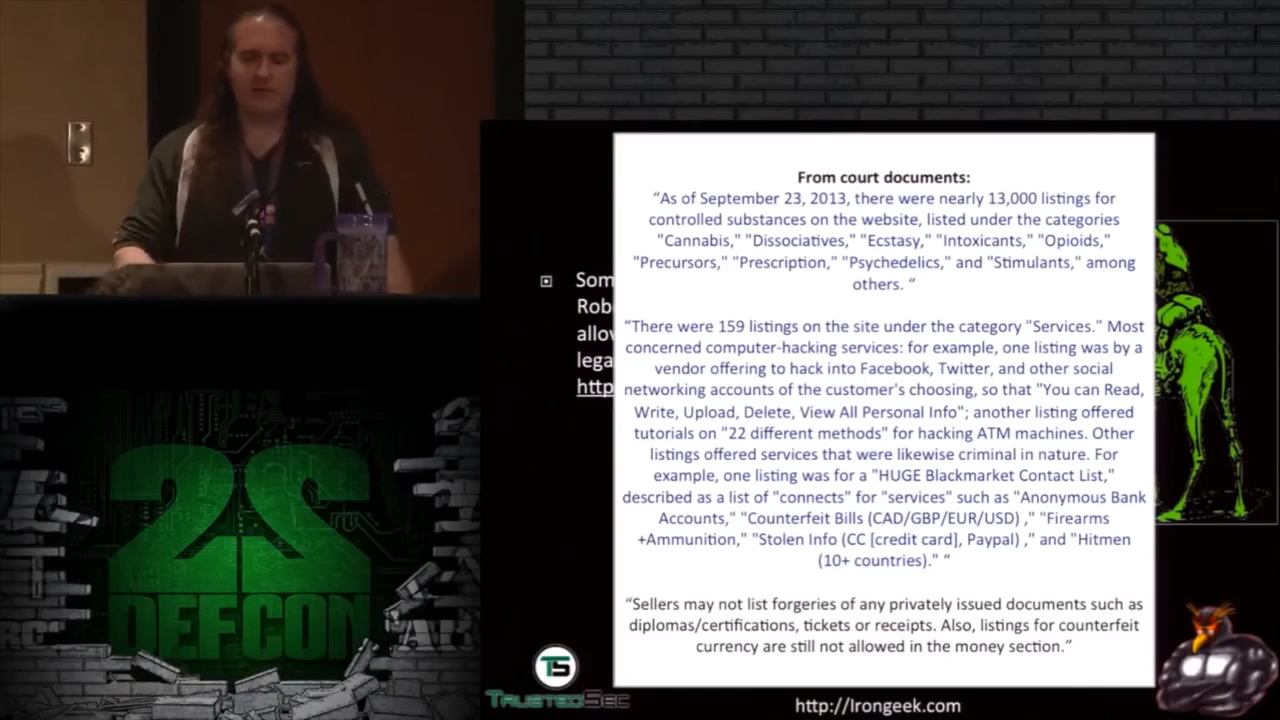 From court documents:
“As of September 23, 2013, there were nearly 13,000 listings for
controlled substances on the website, listed under the categories
"Cannabis," "Dissociatives," "Ecstasy," "Intoxicants," "Opioids,"
"Precursors," "Prescription," "Psychedelics," and "Stimulants," among
others. “
“There were 159 listings on the site under the category "Services." Most
concerned computer-hacking services: for example, one listing was by a
vendor offering to hack into Facebook, Twitter, and other social
networking accounts of the customer's choosing, so that "You can Read,
Write, Upload, Delete, View All Personal Info"; another listing offered
tutorials on "22 different methods" for hacking ATM machines. Other
listings offered services that were likewise criminal in nature. For
example, one listing was for a "HUGE Blackmarket Contact List,"
described as a list of "connects" for "services" such as "Anonymous Bank
Accounts," "Counterfeit Bills (CAD/GBP/EUR/USD) ," "Firearms
+Ammunition," "Stolen Info (CC [credit card], Paypal) ," and "Hitmen
(10+ countries)." “
“Sellers may not list forgeries of any privately issued documents such as
diplomas/certifications, tickets or receipts. Also, listings for counterfeit
currency are still not allowed in the money section.”
Som
Rob
allow
lega
http
22
DEFCON
TS
TRUSTEDSEC
http://Irongeek.com